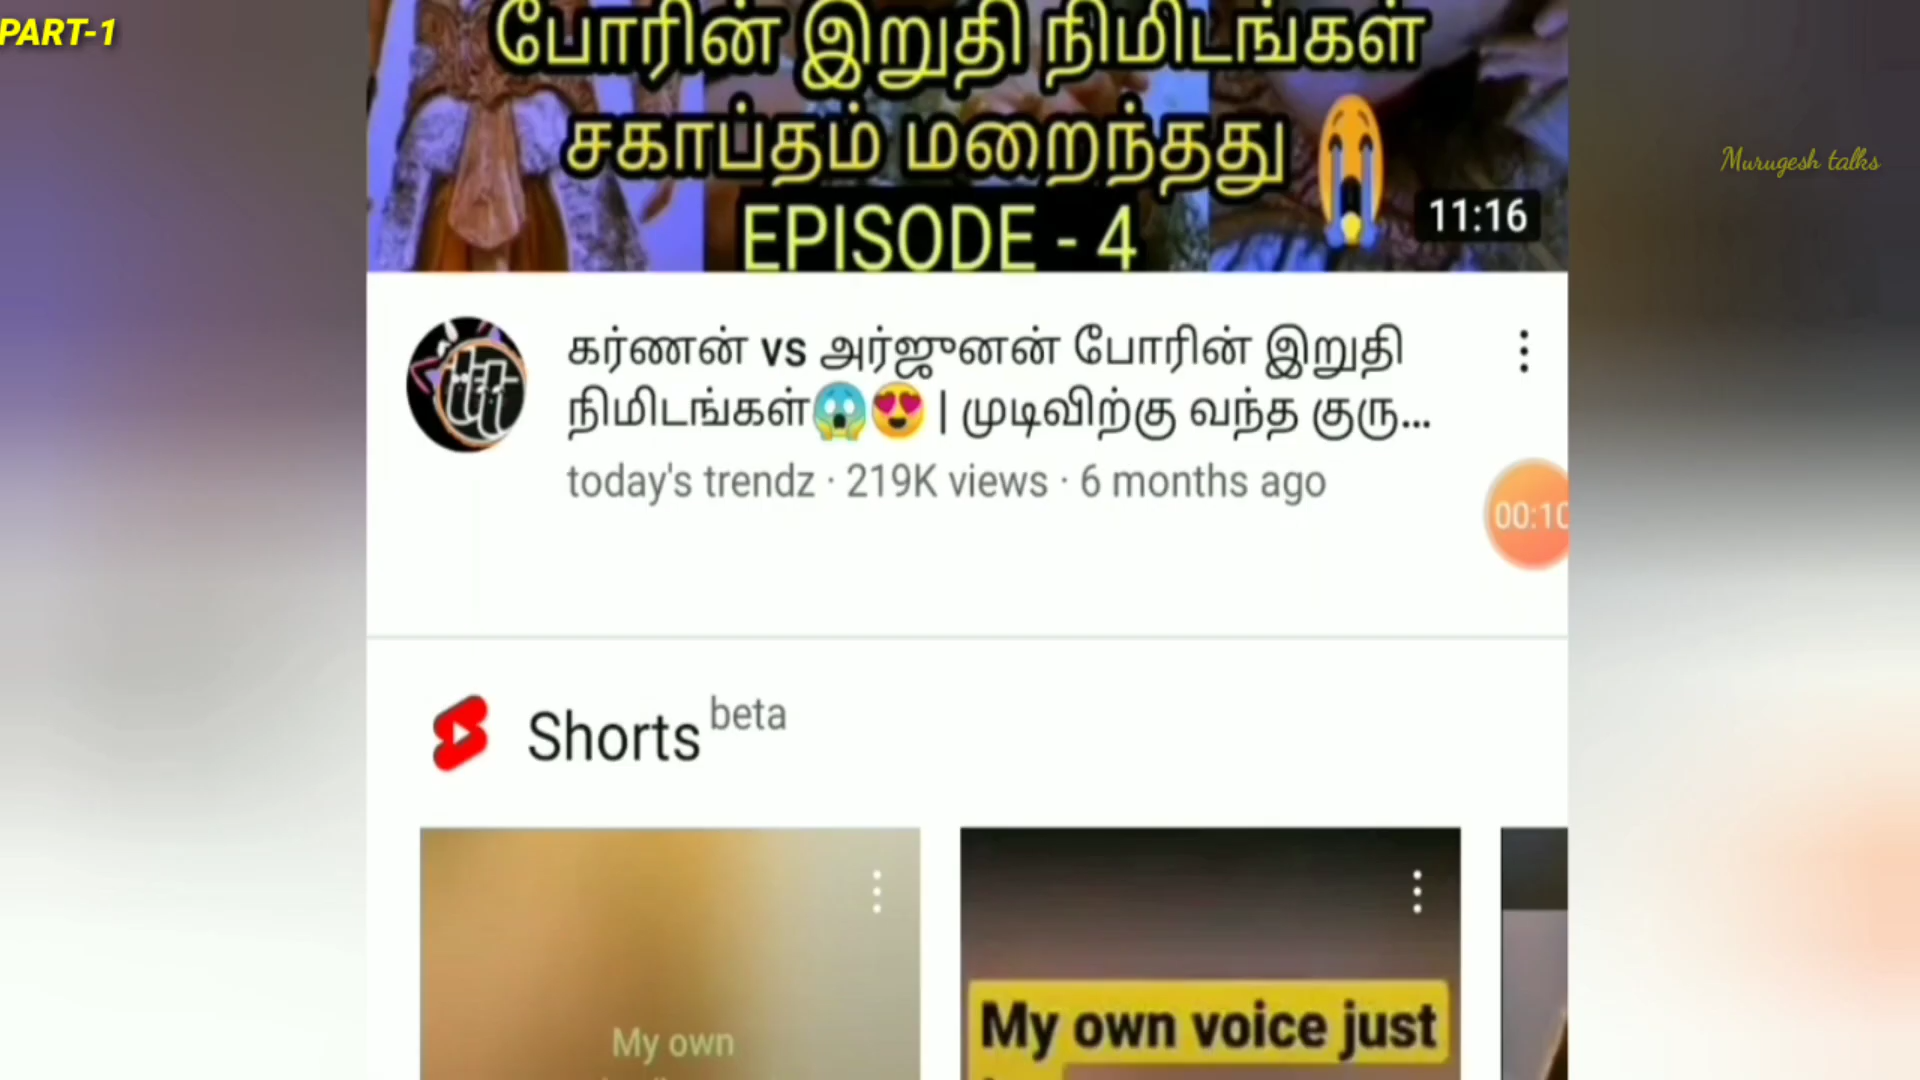 PART-1
போரின் இறுதி நிமிடங்கள்
சகாப்தம் மறைந்தது 😭
Murugesh talks
EPISODE - 4
11:16
கர்ணன் vs அர்ஜுனன் போரின் இறுதி
நிமிடங்கள்😱😍 | முடிவிற்கு வந்த குரு...
today's trendz · 219K views · 6 months ago
00:10
Shorts beta
My own
My own voice just